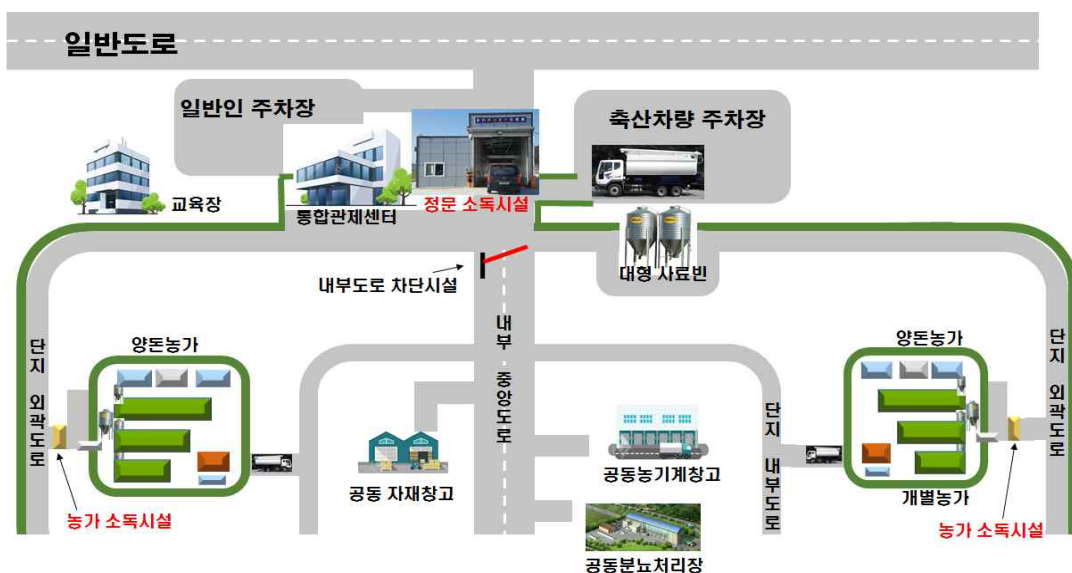 일반도로
일반인 주차장
축산차량 주차장
교육장
통합관제센터
정문 소독시설
대형 사료빈
내부도로 차단시설
내부 중앙도로
단지 외곽도로
양돈농가
양돈농가
단지 외곽도로
단지 내부도로
공동 자재창고
공동농기계창고
개별농가
농가 소독시설
농가 소독시설
공동분뇨처리장